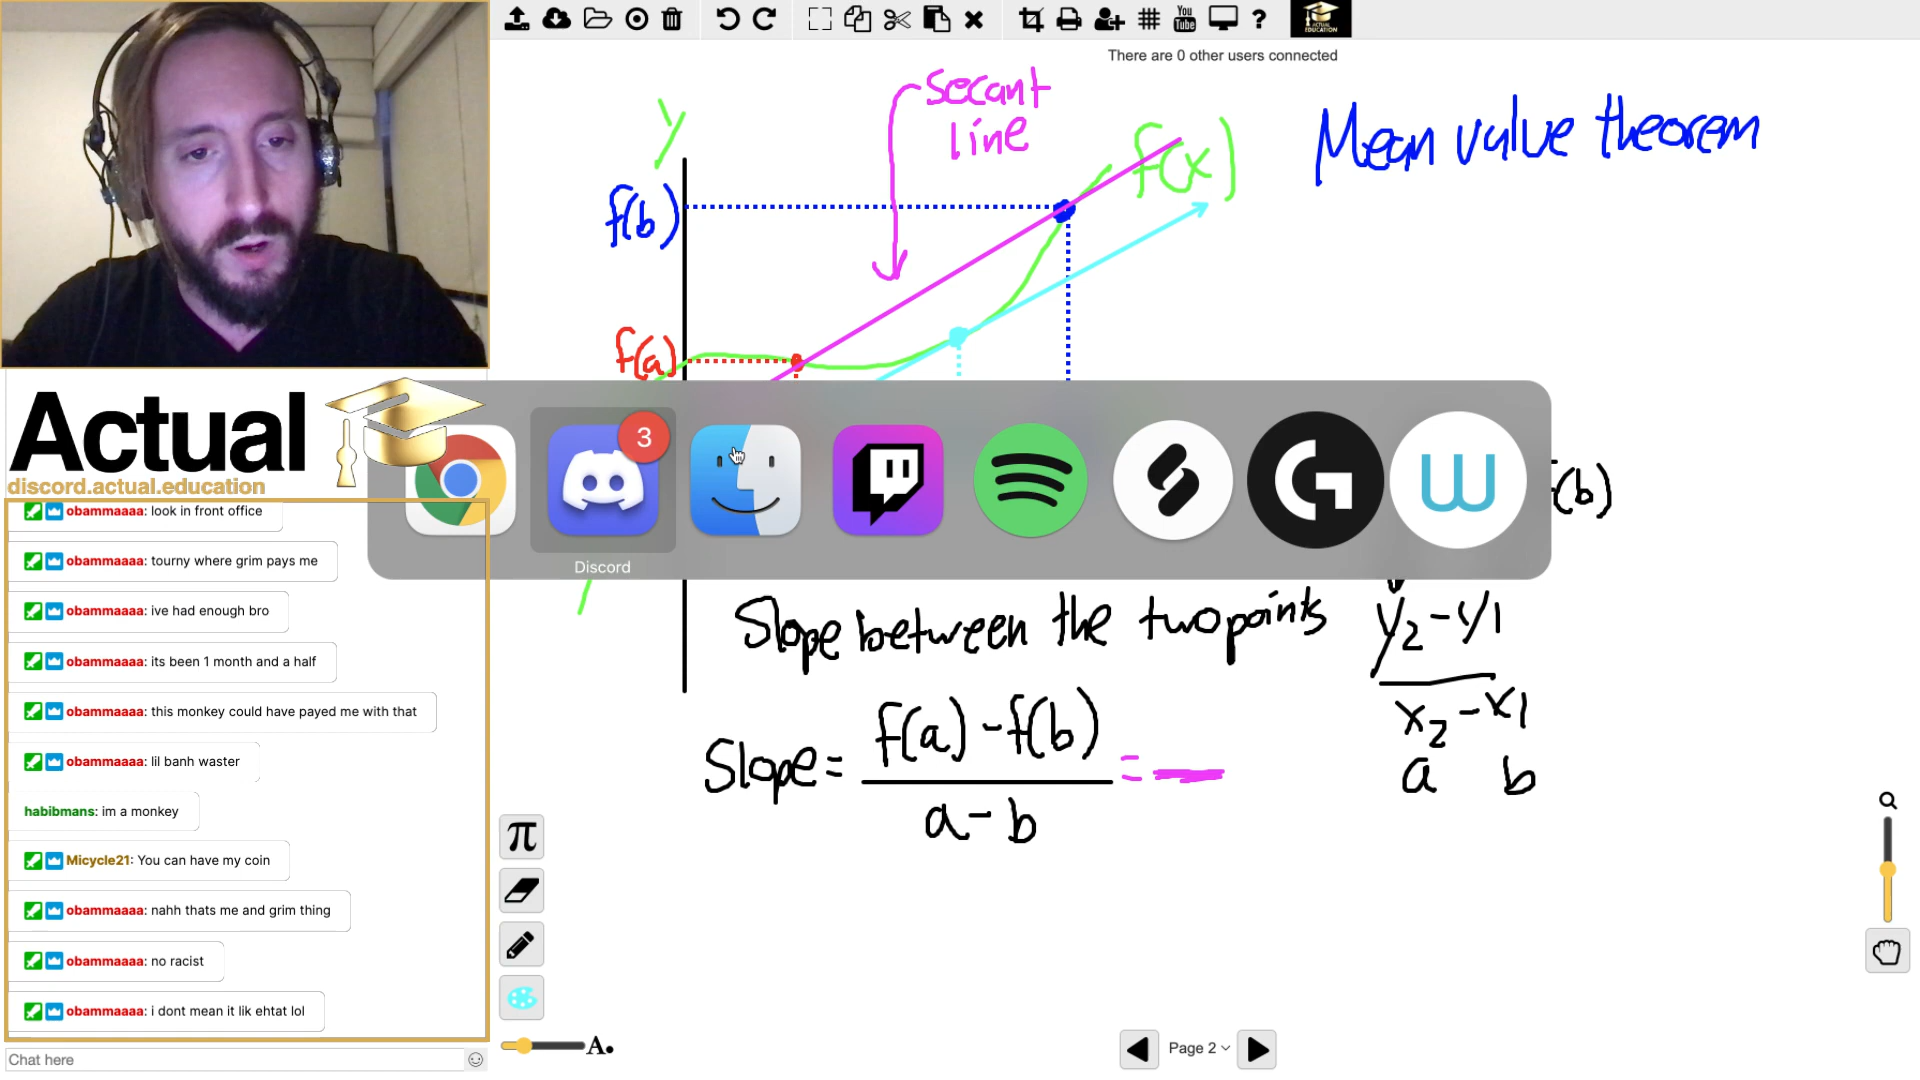 There are 0 other users connected
YouTube
?
ACTUAL EDUCATION
secant
line
Mean value theorem
y
f(x)
f(b)
f(a)
Actual
discord.actual.education
3
Discord
obammaaaa: look in front office
obammaaaa: tourny where grim pays me
obammaaaa: ive had enough bro
obammaaaa: its been 1 month and a half
obammaaaa: this monkey could have payed me with that
obammaaaa: lil banh waster
habibmans: im a monkey
Micycle21: You can have my coin
obammaaaa: nahh thats me and grim thing
obammaaaa: no racist
obammaaaa: i dont mean it lik ehtat lol
Chat here
(b)
Slope between the two points
y2-y1
x2-x1
a b
Slope = f(a)-f(b) =
a-b
π
A
Page 2